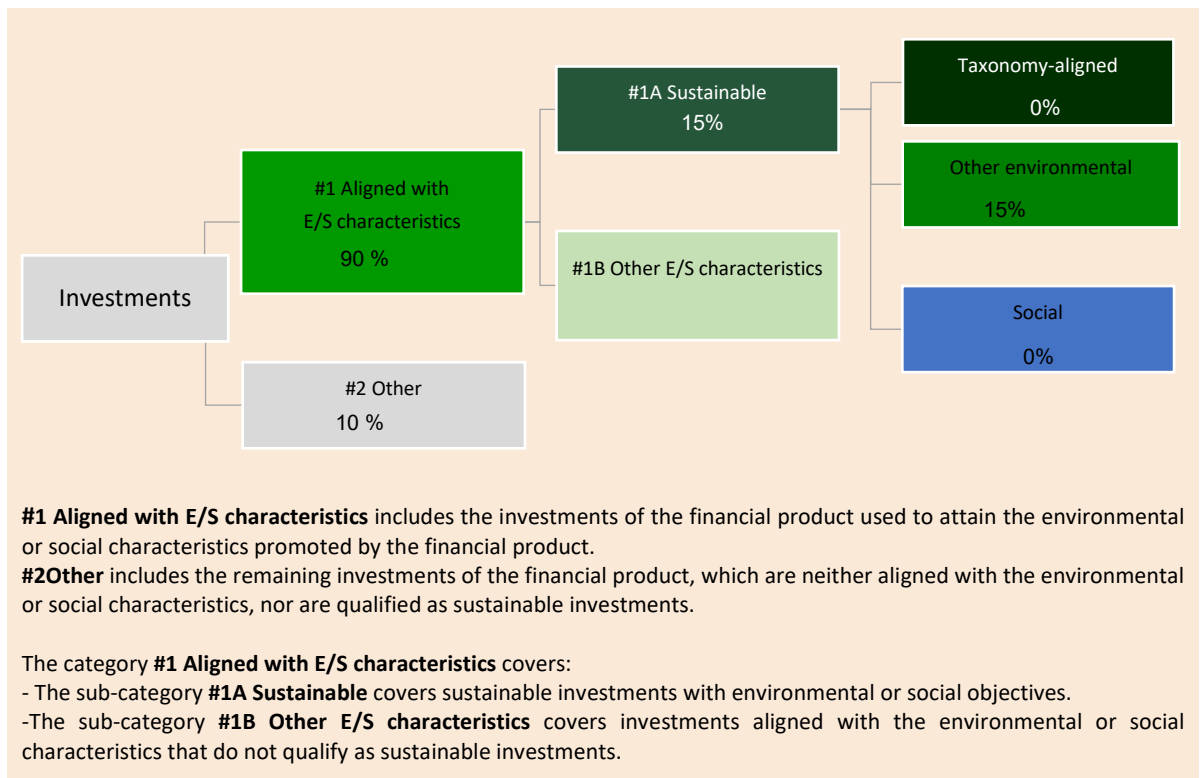 Investments
#1 Aligned with
E/S characteristics
90 %
#2 Other
10 %
#1A Sustainable
15%
#1B Other E/S characteristics
Taxonomy-aligned
0%
Other environmental
15%
Social
0%
#1 Aligned with E/S characteristics includes the investments of the financial product used to attain the environmental
or social characteristics promoted by the financial product.
#2Other includes the remaining investments of the financial product, which are neither aligned with the environmental
or social characteristics, nor are qualified as sustainable investments.
The category #1 Aligned with E/S characteristics covers:
- The sub-category #1A Sustainable covers sustainable investments with environmental or social objectives.
-The sub-category #1B Other E/S characteristics covers investments aligned with the environmental or social
characteristics that do not qualify as sustainable investments.